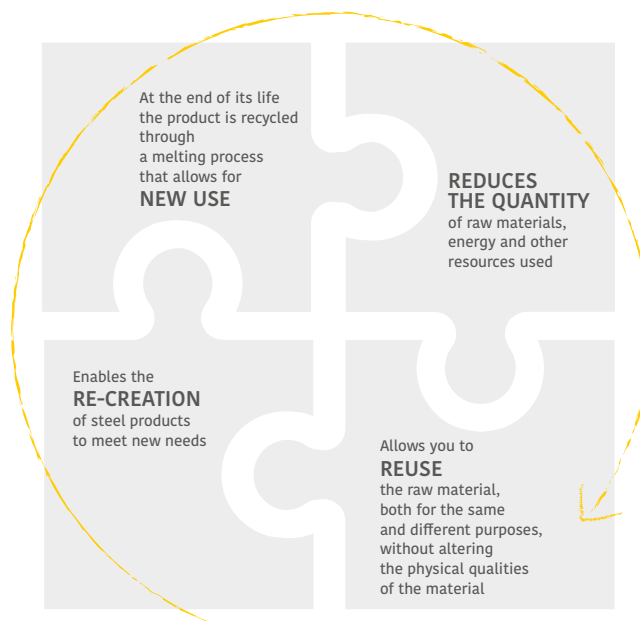 At the end of its life
the product is recycled
through
a melting process
that allows for
NEW USE
REDUCES
THE QUANTITY
of raw materials,
energy and other
resources used
Enables the
RE-CREATION
of steel products
to meet new needs
Allows you to
REUSE
the raw material,
both for the same
and different purposes,
without altering
the physical qualities
of the material